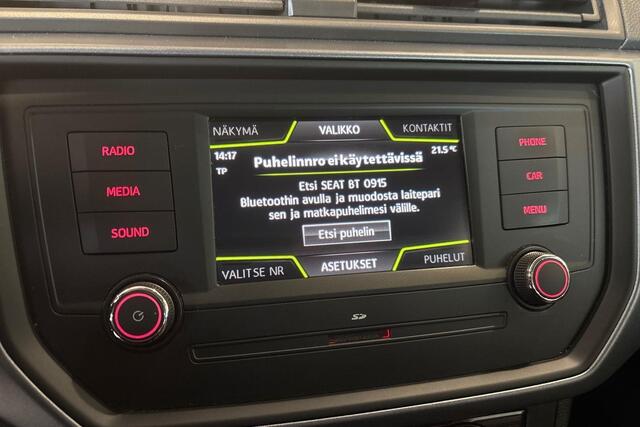 NÄKYMÄ VALIKKO KONTAKTIT
14:17 Puhelinnro ei käytettävissä 21.5 °C
TP
Etsi SEAT BT 0915
Bluetoothin avulla ja muodosta laitepari
sen ja matkapuhelimesi välille.
Etsi puhelin
VALITSE NR ASETUKSET PUHELUT
RADIO
MEDIA
SOUND
PHONE
CAR
MENU
SD